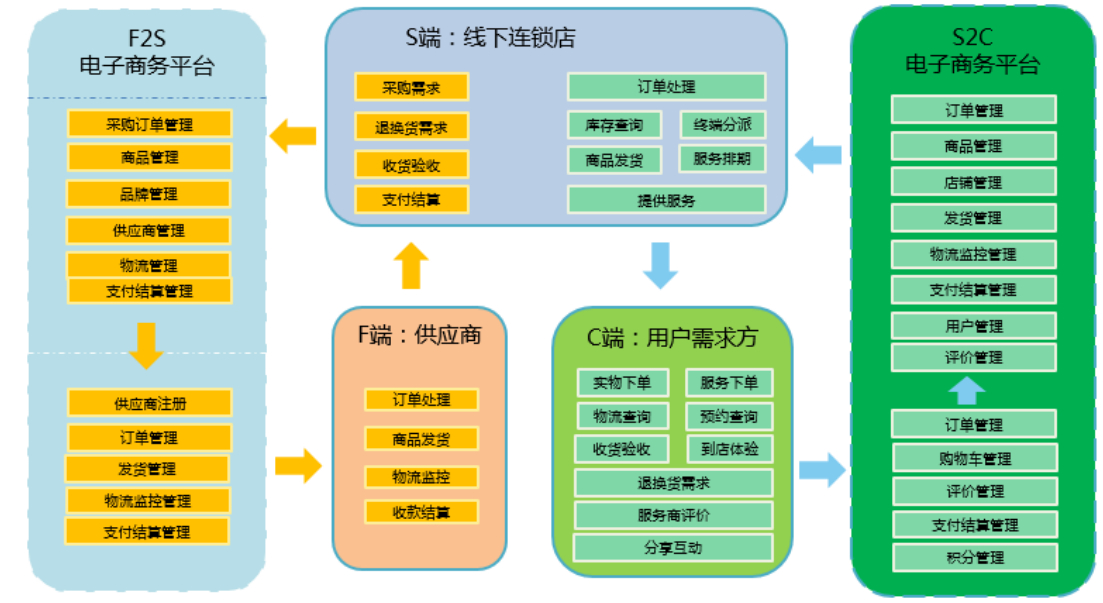 F2S
电子商务平台
采购订单管理
商品管理
品牌管理
供应商管理
物流管理
支付结算管理
供应商注册
订单管理
发货管理
物流监控管理
支付结算管理
S端：线下连锁店
采购需求
退换货需求
收货验收
支付结算
订单处理
库存查询
终端分派
商品发货
服务排期
提供服务
F端：供应商
订单处理
商品发货
物流监控
收款结算
C端：用户需求方
实物下单
服务下单
物流查询
预约查询
收货验收
到店体验
退换货需求
服务商评价
分享互动
S2C
电子商务平台
订单管理
商品管理
店铺管理
发货管理
物流监控管理
支付结算管理
用户管理
评价管理
订单管理
购物车管理
评价管理
支付结算管理
积分管理